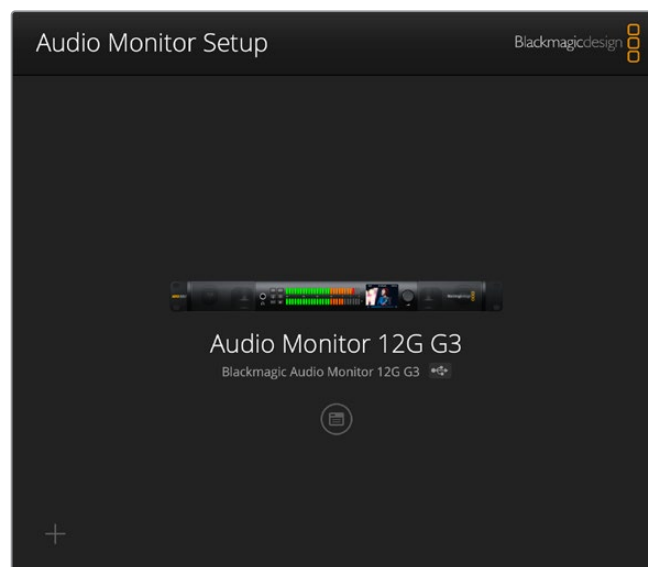 Audio Monitor Setup
Blackmagicdesign
Audio Monitor 12G G3
Blackmagic Audio Monitor 12G G3